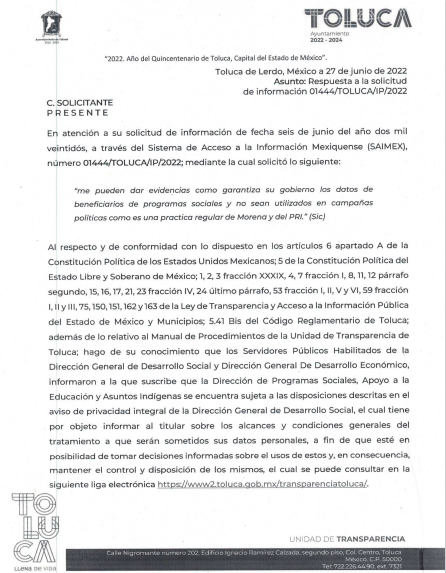 TOLUCA
Ayuntamiento
2022 - 2024
"2022. Año del Quincentenario de Toluca, Capital del Estado de México".
Toluca de Lerdo, México a 27 de junio de 2022
Asunto: Respuesta a la solicitud
de información 01444/TOLUCA/IP/2022
C. SOLICITANTE
P R E S E N T E
En atención a su solicitud de información de fecha seis de junio del año dos mil
veintidós, a través del Sistema de Acceso a la Información Mexiquense (SAIMEX),
número 01444/TOLUCA/IP/2022; mediante la cual solicitó lo siguiente:
"me pueden dar evidencias como garantiza su gobierno los datos de
beneficiarios de programas sociales y no sean utilizados en campañas
politicas como es una practica regular de Morena y del PRI." (Sic)
Al respecto y de conformidad con lo dispuesto en los artículos 6 apartado A de la
Constitución Política de los Estados Unidos Mexicanos; 5 de la Constitución Política del
Estado Libre y Soberano de México; 1, 2, 3 fracción XXXIX, 4, 7 fracción I, 8, 11, 12 párrafo
segundo, 15, 16, 17, 21, 23 fracción IV, 24 último párrafo, 53 fracción I, II, V y VI, 59 fracción
I, II y III, 75, 150, 151, 162 y 163 de la Ley de Transparencia y Acceso a la Información Pública
del Estado de México y Municipios; 5.41 Bis del Código Reglamentario de Toluca;
además de lo relativo al Manual de Procedimientos de la Unidad de Transparencia de
Toluca; hago de su conocimiento que los Servidores Públicos Habilitados de la
Dirección General de Desarrollo Social y Dirección General De Desarrollo Económico,
informaron a la que suscribe que la Dirección de Programas Sociales, Apoyo a la
Educación y Asuntos Indígenas se encuentra sujeta a las disposiciones descritas en el
aviso de privacidad integral de la Dirección General de Desarrollo Social, el cual tiene
por objeto informar al titular sobre los alcances y condiciones generales del
tratamiento a que serán sometidos sus datos personales, a fin de que esté en
posibilidad de tomar decisiones informadas sobre el usos de estos y, en consecuencia,
mantener el control y disposición de los mismos, el cual se puede consultar en la
siguiente liga electrónica https://www2.toluca.gob.mx/transparenciatoluca/.
TO
LU
CA
LLENA DE VIDA
UNIDAD DE TRANSPARENCIA
Calle Nigromante número 202, Edificio Ignacio Ramírez Calzada, segundo piso, Col. Centro, Toluca
México. C.P. 50000
Tel: 722.226.44.90, ext. 7321